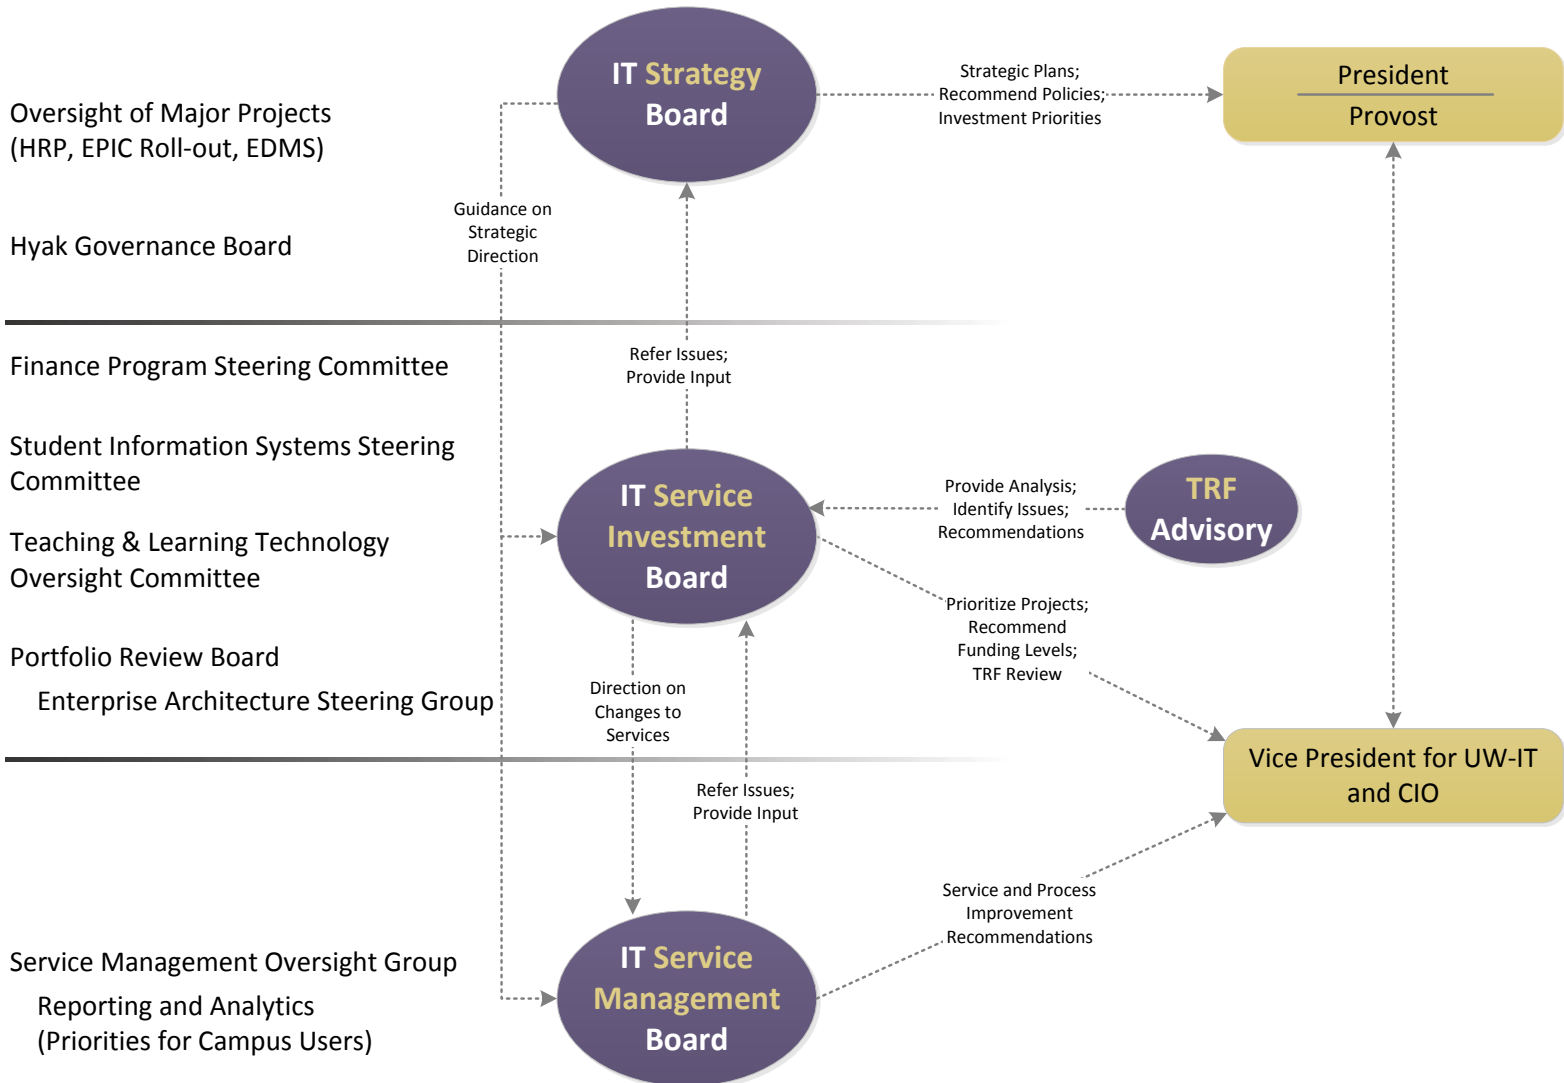 IT Strategy
Board
Strategic Plans;
Recommend Policies;
Investment Priorities
President
Provost
Oversight of Major Projects
(HRP, EPIC Roll-out, EDMS)
Guidance on
Strategic
Direction
Hyak Governance Board
Finance Program Steering Committee
Refer Issues;
Provide Input
Student Information Systems Steering
Committee
IT Service
Investment
Board
Provide Analysis;
Identify Issues;
Recommendations
TRF
Advisory
Teaching & Learning Technology
Oversight Committee
Prioritize Projects;
Recommend
Funding Levels;
TRF Review
Portfolio Review Board
Enterprise Architecture Steering Group
Direction on
Changes to
Services
Vice President for UW-IT
and CIO
Refer Issues;
Provide Input
Service and Process
Improvement
Recommendations
Service Management Oversight Group
Reporting and Analytics
(Priorities for Campus Users)
IT Service
Management
Board